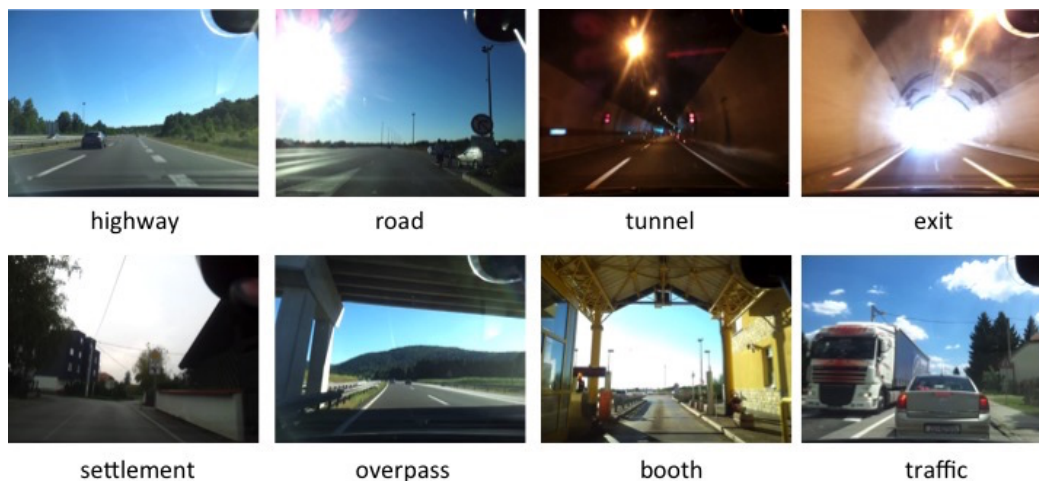 highway
road
tunnel
exit
settlement
overpass
booth
traffic